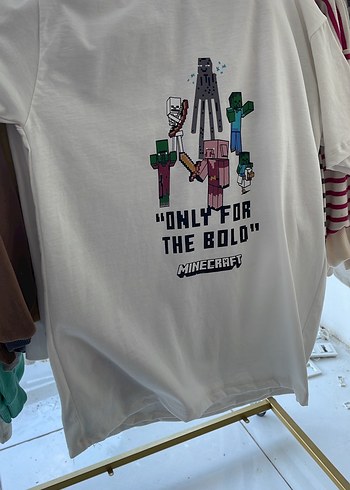 "ONLY FOR
THE BOLD"
MINECRAFT